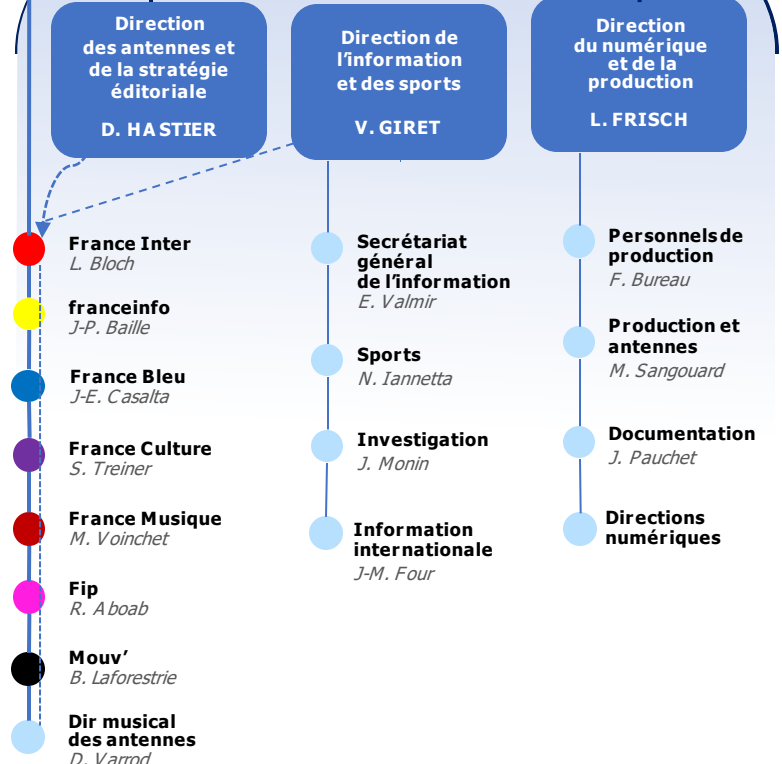 Direction
des antennes et
de la stratégie
éditoriale
D. HASTIER
Direction de
l'information
et des sports
V. GIRET
Direction
du numérique
et de la
production
L. FRISCH
France Inter
L. Bloch
franceinfo
J-P. Baille
France Bleu
J-E. Casalta
France Culture
S. Treiner
France Musique
M. Voinchet
Fip
R. Aboab
Mouv’
B. Laforestrie
Dir musical
des antennes
D. Varrod
Secrétariat
général
de l’information
E. Valmir
Sports
N. Iannetta
Investigation
J. Monin
Information
internationale
J-M. Four
Personnels de
production
F. Bureau
Production et
antennes
M. Sangouard
Documentation
J. Pauchet
Directions
numériques